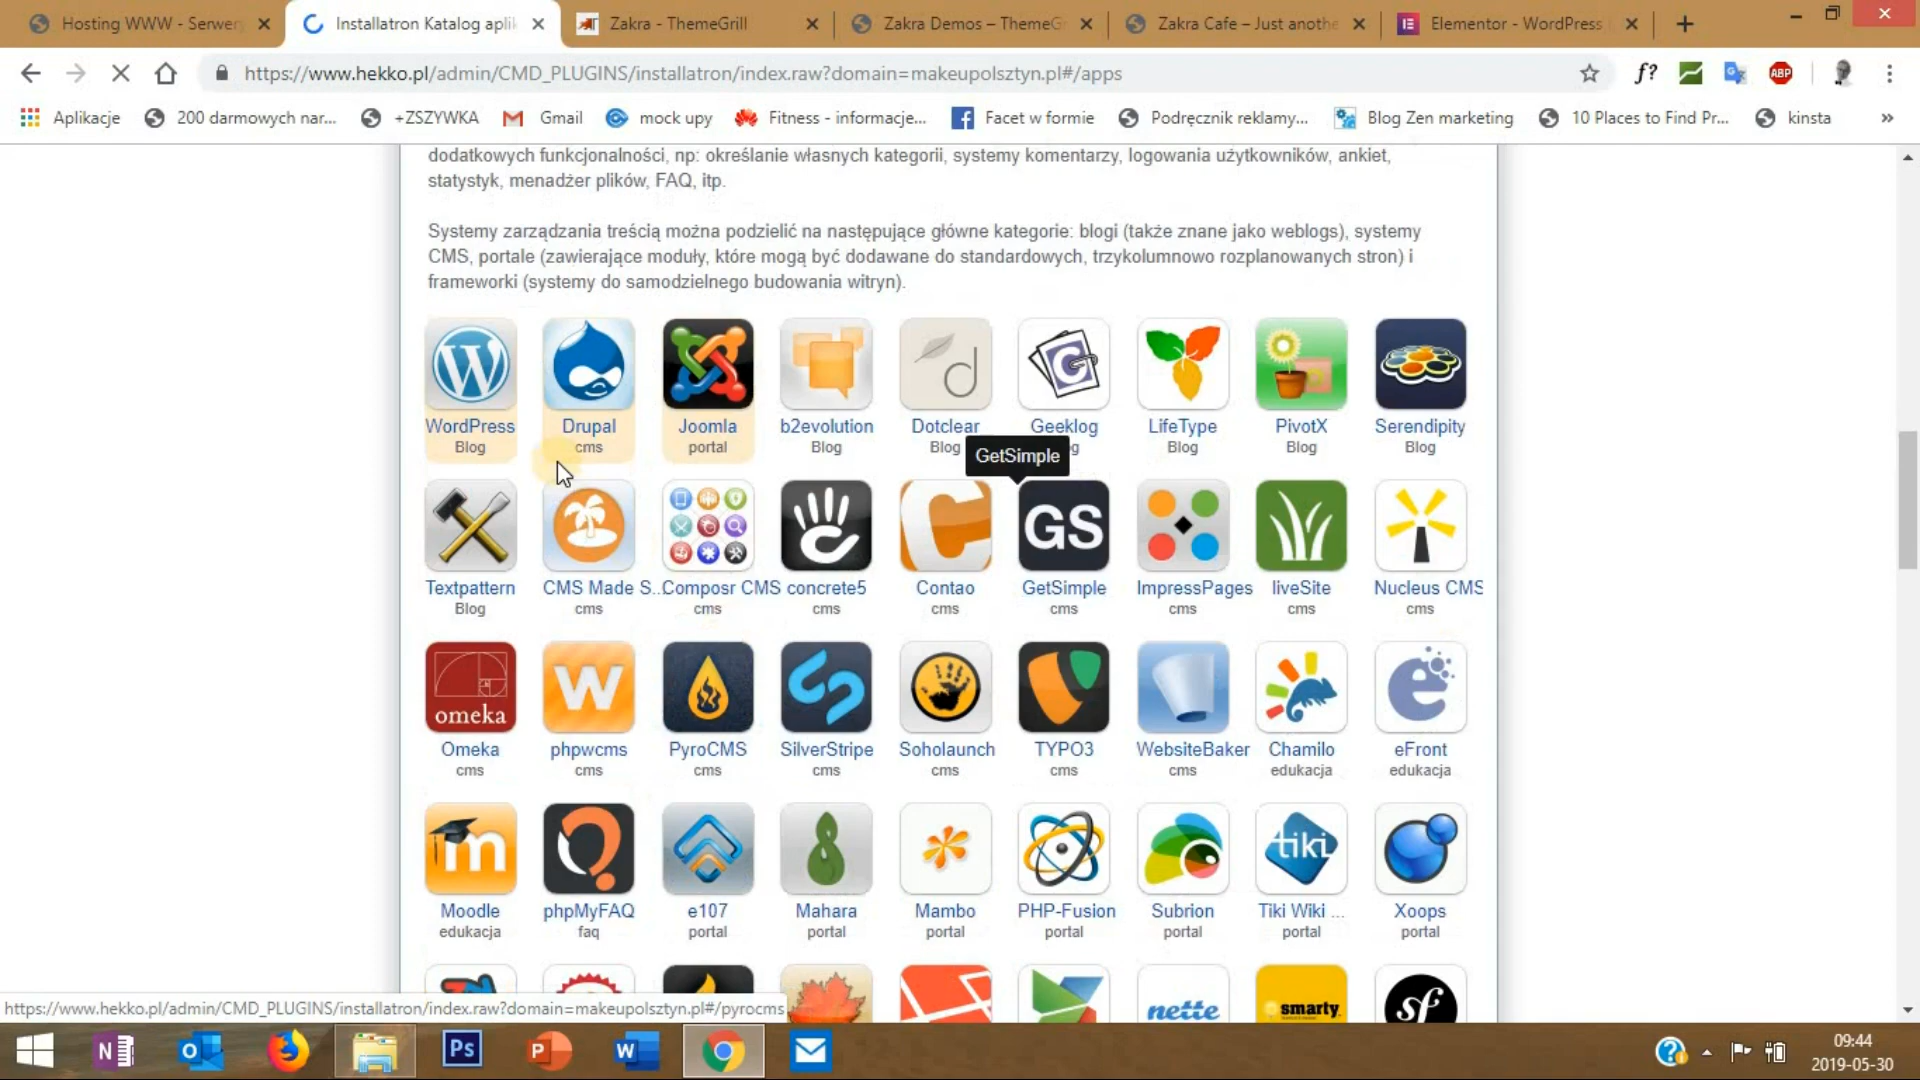 Hosting WWW - Serwery
Installatron Katalog aplik
Zakra - ThemeGrill
Zakra Demos – ThemeGr
Zakra Cafe – Just anothe
Elementor - WordPress
https://www.hekko.pl/admin/CMD_PLUGINS/installatron/index.raw?domain=makeupolsztyn.pl#/apps
f?
ABP
Aplikacje
200 darmowych nar...
+ZSZYWKA
Gmail
mock upy
Fitness - informacje...
Facet w formie
Podręcznik reklamy...
Blog Zen marketing
10 Places to Find Pr...
kinsta
»
dodatkowych funkcjonalności, np: określanie własnych kategorii, systemy komentarzy, logowania użytkowników, ankiet,
statystyk, menadżer plików, FAQ, itp.
Systemy zarządzania treścią można podzielić na następujące główne kategorie: blogi (także znane jako weblogs), systemy
CMS, portale (zawierające moduły, które mogą być dodawane do standardowych, trzykolumnowo rozplanowanych stron) i
frameworki (systemy do samodzielnego budowania witryn).
WordPress Drupal Joomla b2evolution Dotclear Geeklog LifeType PivotX Serendipity
Blog cms portal Blog Blog Blog Blog Blog
GetSimple
GS
Textpattern CMS Made S... Composr CMS concrete5 Contao GetSimple ImpressPages liveSite Nucleus CMS
Blog cms cms cms cms cms cms cms cms
omeka
Omeka phpwcms PyroCMS SilverStripe Soholaunch TYPO3 WebsiteBaker Chamilo eFront
cms cms cms cms cms cms cms edukacja edukacja
tiki
Moodle phpMyFAQ e107 Mahara Mambo PHP-Fusion Subrion Tiki Wiki ... Xoops
edukacja faq portal portal portal portal portal portal portal
nette smarty sf
https://www.hekko.pl/admin/CMD_PLUGINS/installatron/index.raw?domain=makeupolsztyn.pl#/pyrocms
09:44
2019-05-30